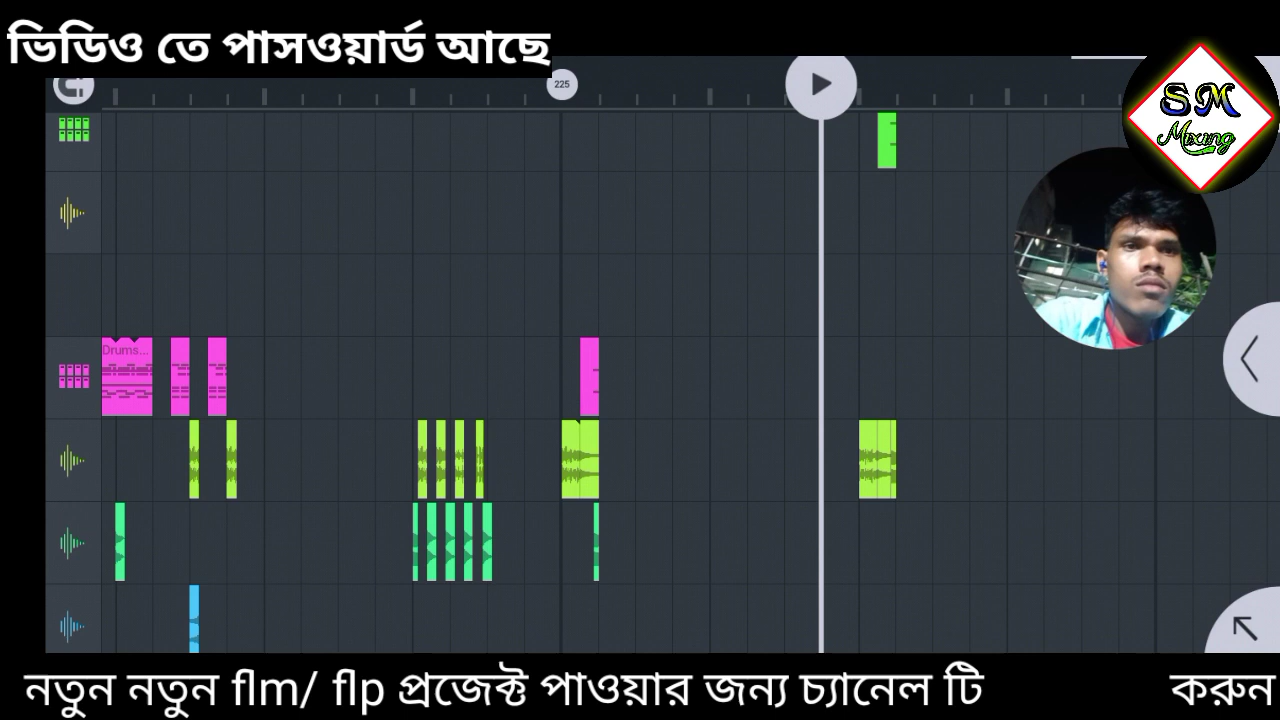 ভিডিও তে পাসওয়ার্ড আছে
225
SM
Mixing
Drums...
নতুন নতুন flm/ flp প্রজেক্ট পাওয়ার জন্য চ্যানেল টি করুন